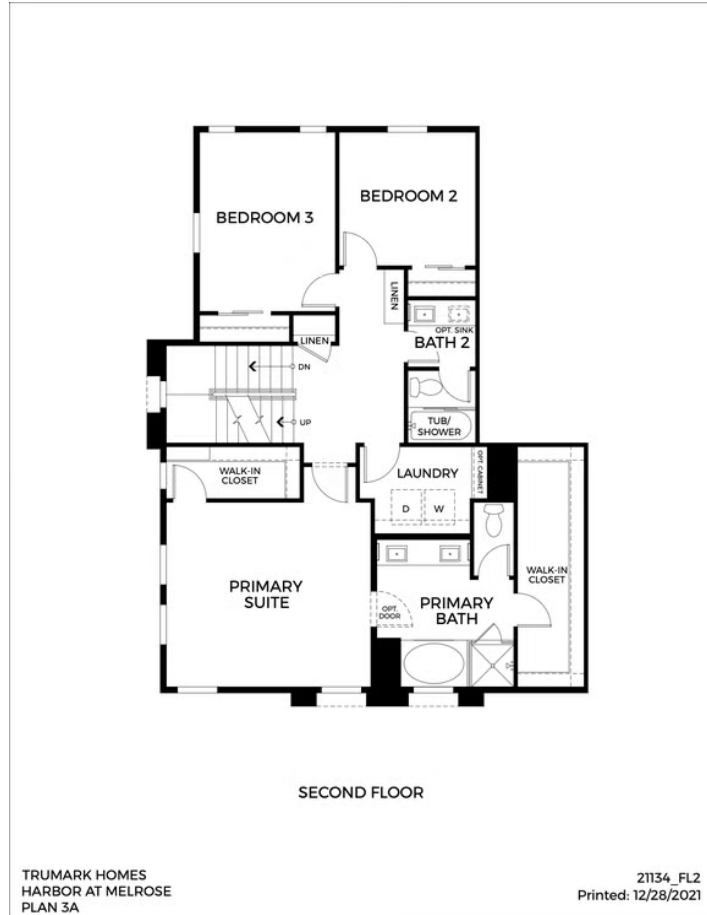 BEDROOM 3
BEDROOM 2
LINEN
OPT. SINK
BATH 2
LINEN
DN
UP
TUB/
SHOWER
WALK-IN
CLOSET
LAUNDRY
OPT. CABINET
D
W
PRIMARY
SUITE
OPT.
DOOR
PRIMARY
BATH
WALK-IN
CLOSET
SECOND FLOOR
TRUMARK HOMES
HARBOR AT MELROSE
PLAN 3A
21134_FL2
Printed: 12/28/2021